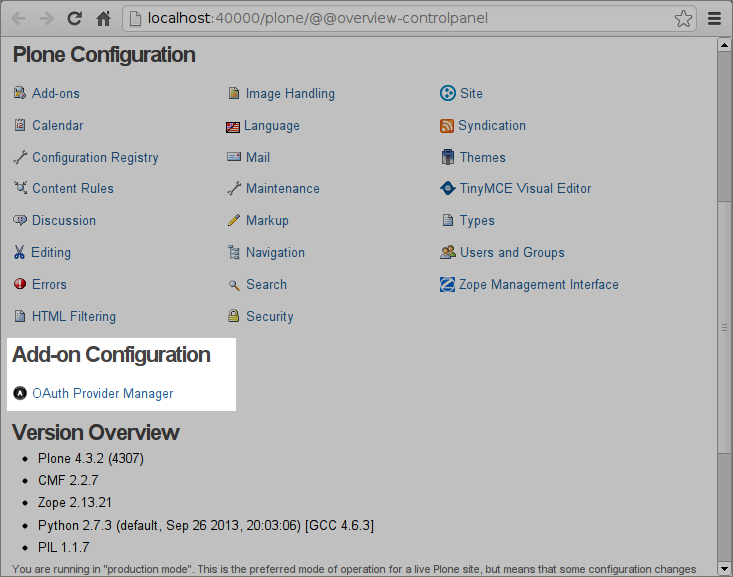 localhost:40000/plone/@@overview-controlpanel
Plone Configuration
Add-ons
Image Handling
Site
Calendar
Language
Syndication
Configuration Registry
Mail
Themes
Content Rules
Maintenance
TinyMCE Visual Editor
Discussion
Markup
Types
Editing
Navigation
Users and Groups
Errors
Search
Zope Management Interface
HTML Filtering
Security
Add-on Configuration
OAuth Provider Manager
Version Overview
Plone 4.3.2 (4307)
CMF 2.2.7
Zope 2.13.21
Python 2.7.3 (default, Sep 26 2013, 20:03:06) [GCC 4.6.3]
PIL 1.1.7
You are running in "production mode". This is the preferred mode of operation for a live Plone site, but means that some configuration changes